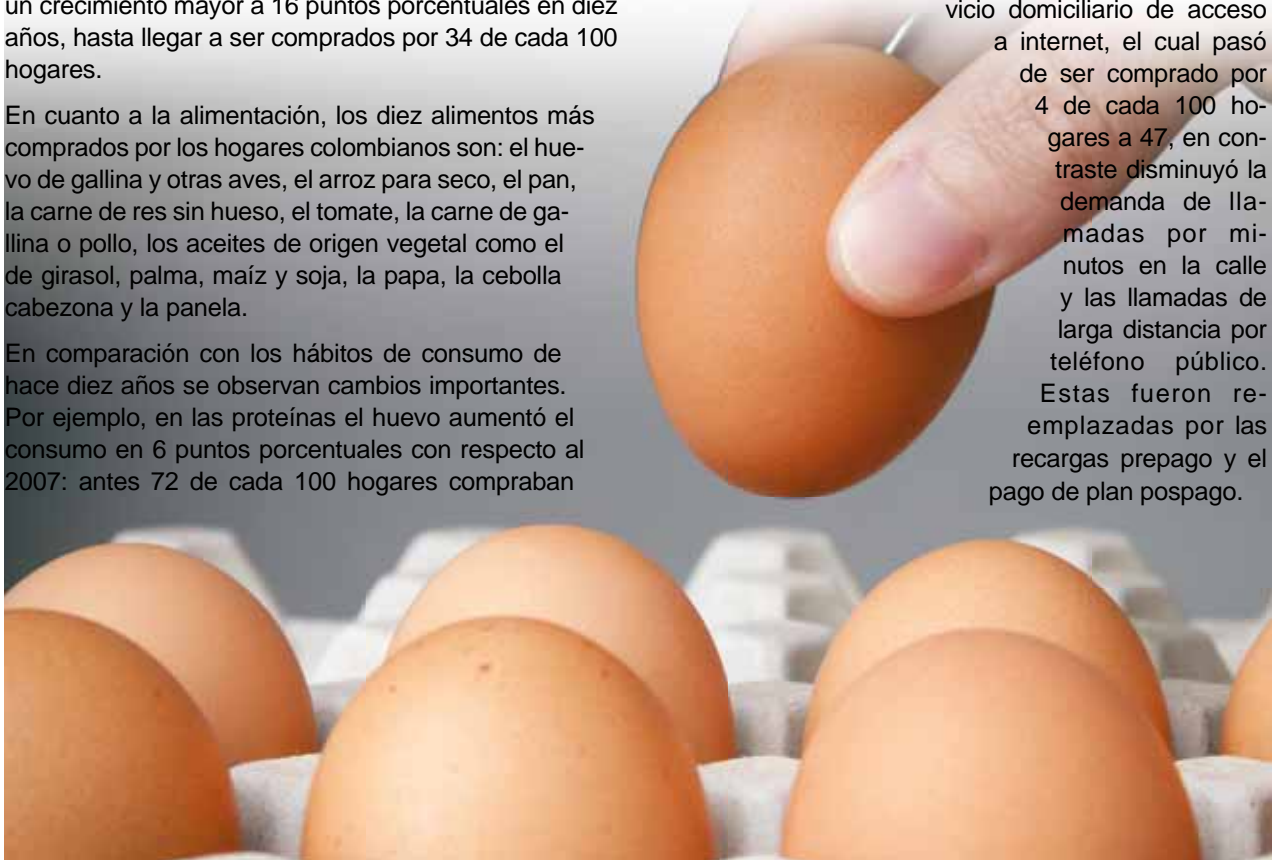 un crecimiento mayor a 16 puntos porcentuales en diez
años, hasta llegar a ser comprados por 34 de cada 100
hogares.
En cuanto a la alimentación, los diez alimentos más
comprados por los hogares colombianos son: el hue-
vo de gallina y otras aves, el arroz para seco, el pan,
la carne de res sin hueso, el tomate, la carne de ga-
llina o pollo, los aceites de origen vegetal como el
de girasol, palma, maíz y soja, la papa, la cebolla
cabezona y la panela.
En comparación con los hábitos de consumo de
hace diez años se observan cambios importantes.
Por ejemplo, en las proteínas el huevo aumentó el
consumo en 6 puntos porcentuales con respecto al
2007: antes 72 de cada 100 hogares compraban
vicio domiciliario de acceso
a internet, el cual pasó
de ser comprado por
4 de cada 100 ho-
gares a 47, en con-
traste disminuyó la
demanda de lla-
madas por mi-
nutos en la calle
y las llamadas de
larga distancia por
teléfono público.
Estas fueron re-
emplazadas por las
recargas prepago y el
pago de plan pospago.